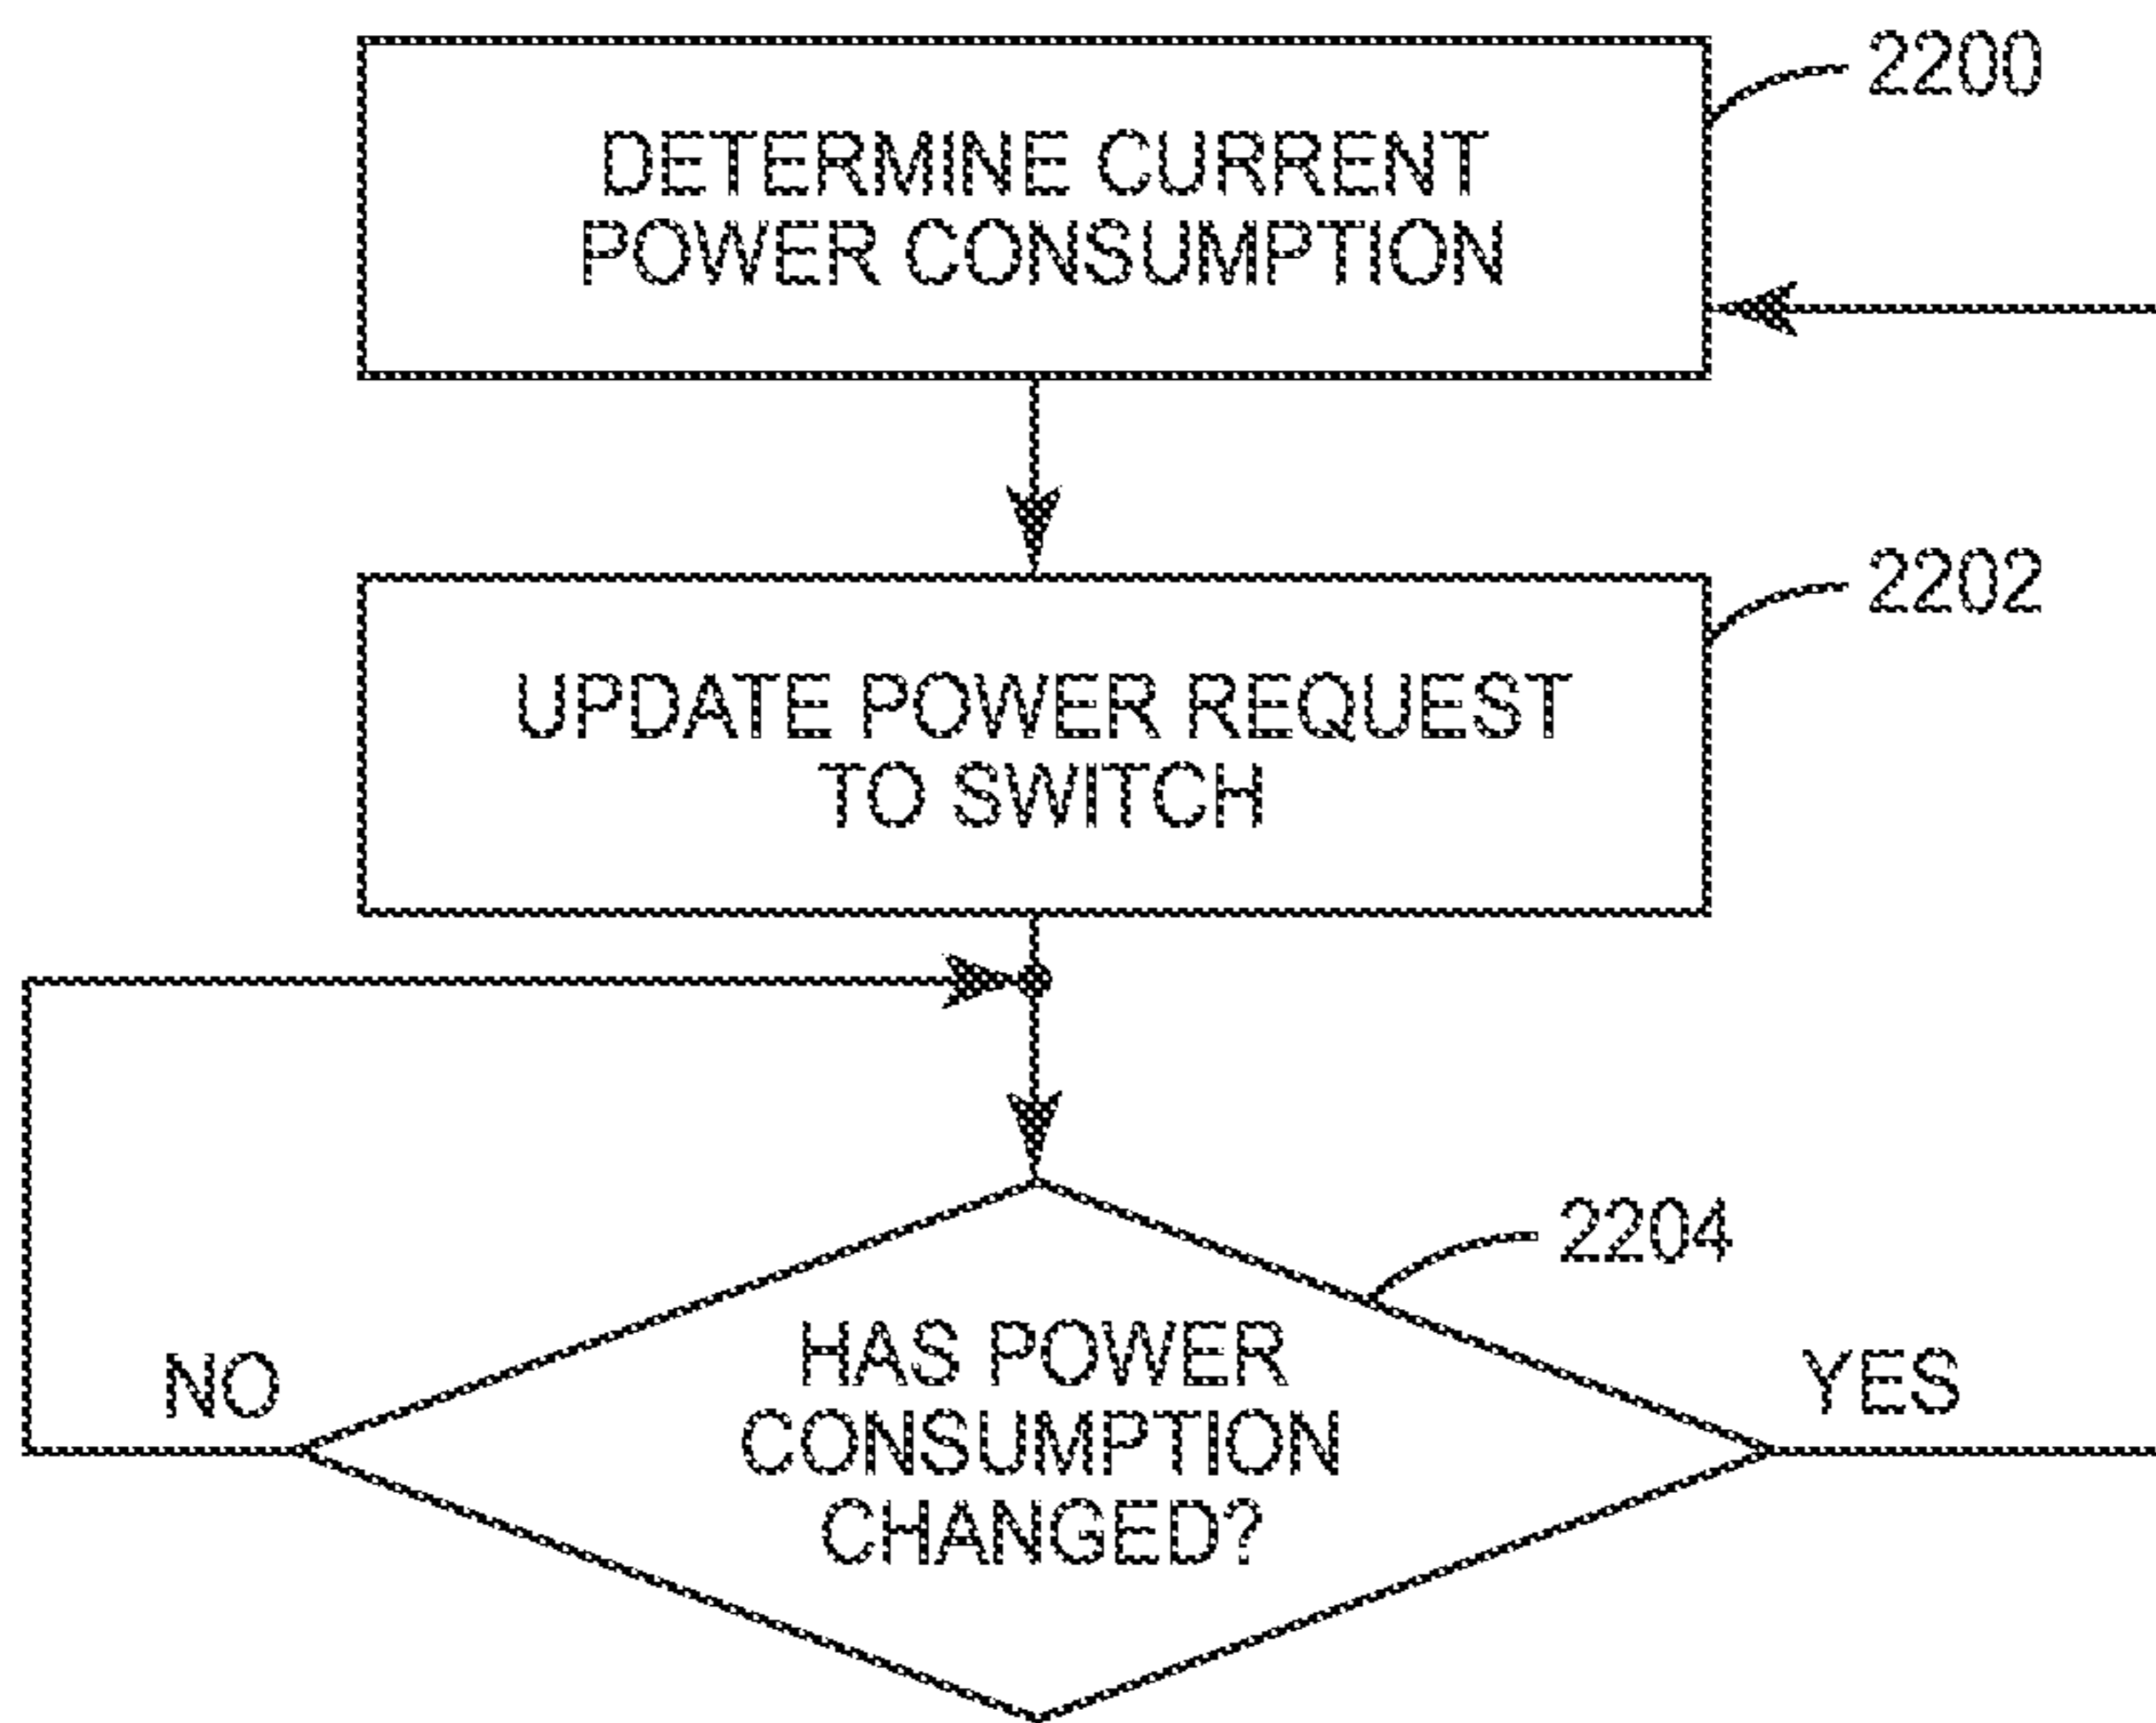 2200
DETERMINE CURRENT
POWER CONSUMPTION
2202
UPDATE POWER REQUEST
TO SWITCH
2204
HAS POWER
CONSUMPTION
CHANGED?
NO
YES